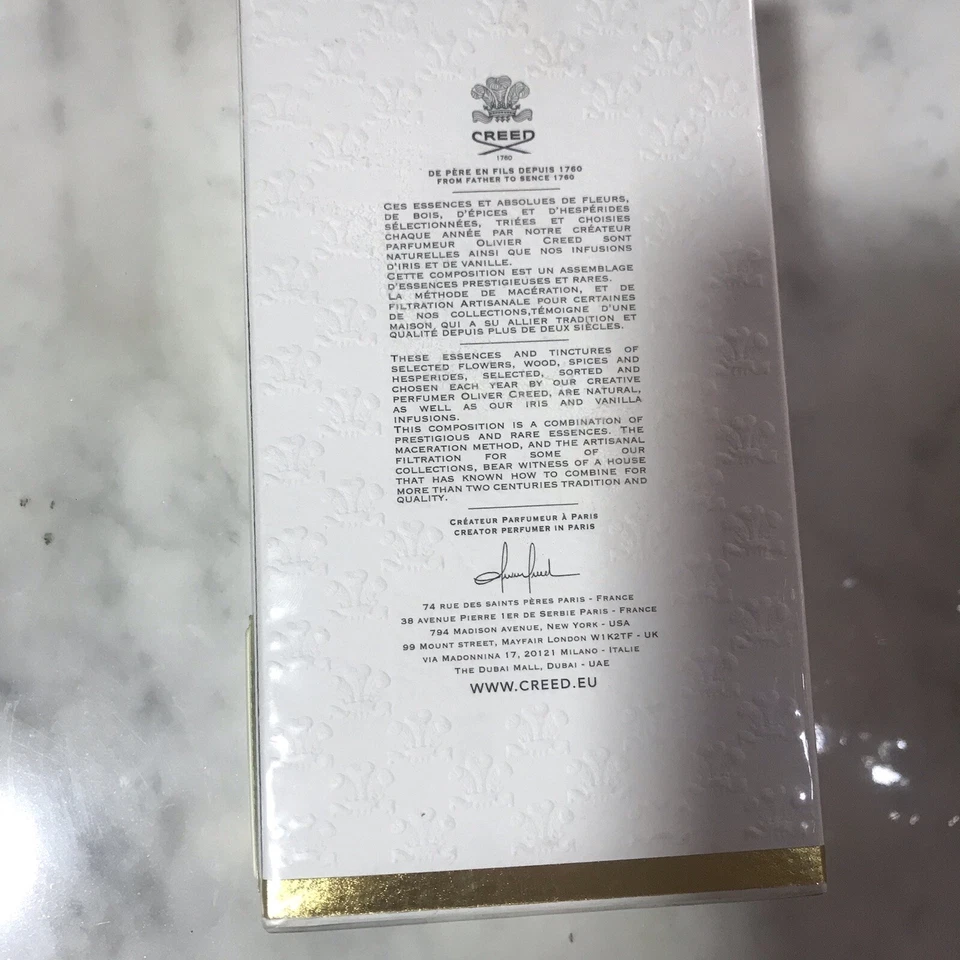 CREED
1760
DE PÈRE EN FILS DEPUIS 1760
FROM FATHER TO SENCE 1760
CES ESSENCES ET ABSOLUES DE FLEURS,
DE BOIS, D'ÉPICES ET D'HESPÉRIDES
SÉLECTIONNÉES, TRIÉES ET CHOISIES
CHAQUE ANNÉE PAR NOTRE CRÉATEUR
PARFUMEUR OLIVIER CREED SONT
NATURELLES AINSI QUE NOS INFUSIONS
D'IRIS ET DE VANILLE.
CETTE COMPOSITION EST UN ASSEMBLAGE
D'ESSENCES PRESTIGIEUSES ET RARES.
LA MÉTHODE DE MACÉRATION, ET DE
FILTRATION ARTISANALE POUR CERTAINES
DE NOS COLLECTIONS,TÉMOIGNE D'UNE
MAISON QUI A SU ALLIER TRADITION ET
QUALITÉ DEPUIS PLUS DE DEUX SIÈCLES.
THESE ESSENCES AND TINCTURES OF
SELECTED FLOWERS, WOOD, SPICES AND
HESPERIDES, SELECTED, SORTED AND
CHOSEN EACH YEAR BY OUR CREATIVE
PERFUMER OLIVER CREED, ARE NATURAL,
AS WELL AS OUR IRIS AND VANILLA
INFUSIONS.
THIS COMPOSITION IS A COMBINATION OF
PRESTIGIOUS AND RARE ESSENCES. THE
MACERATION METHOD, AND THE ARTISANAL
FILTRATION FOR SOME OF OUR
COLLECTIONS, BEAR WITNESS OF A HOUSE
THAT HAS KNOWN HOW TO COMBINE FOR
MORE THAN TWO CENTURIES TRADITION AND
QUALITY.
CRÉATEUR PARFUMEUR À PARIS
CREATOR PERFUMER IN PARIS
74 RUE DES SAINTS PÈRES PARIS - FRANCE
38 AVENUE PIERRE 1ER DE SERBIE PARIS - FRANCE
794 MADISON AVENUE, NEW YORK - USA
99 MOUNT STREET, MAYFAIR LONDON W1K2TF - UK
VIA MADONNINA 17, 20121 MILANO - ITALIE
THE DUBAI MALL, DUBAI - UAE
WWW.CREED.EU